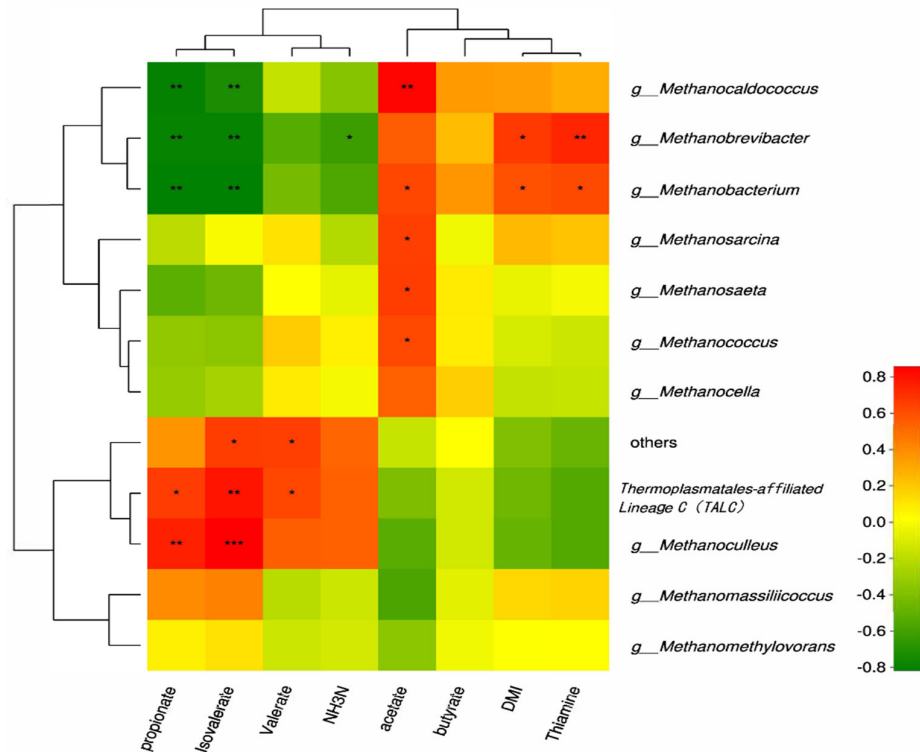 ** ** ** g__Methanocaldococcus
** ** * * ** g__Methanobrevibacter
** ** * * * g__Methanobacterium
* g__Methanosarcina
* g__Methanosaeta
* g__Methanococcus
g__Methanocella
* * others
* ** * Thermoplasmatales-affiliated
Lineage C (TALC)
** *** g__Methanoculleus
g__Methanomassiliicoccus
g__Methanomethylovorans
0.8
0.6
0.4
0.2
0.0
-0.2
-0.4
-0.6
-0.8
propionate
Isovalerate
Valerate
NH3N
acetate
butyrate
DMI
Thiamine